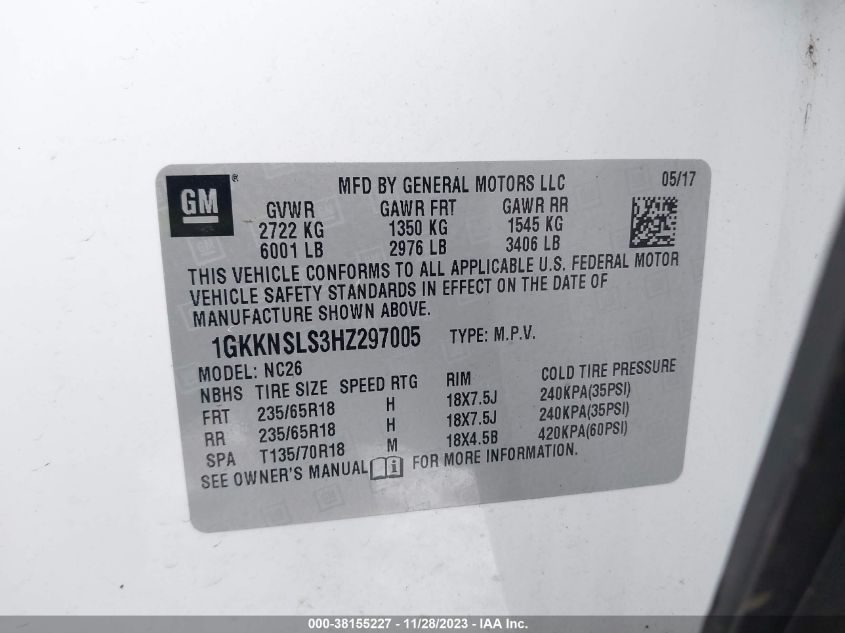 GM ® MFD BY GENERAL MOTORS LLC 05/17
GVWR GAWR FRT GAWR RR
2722 KG 1350 KG 1545 KG
6001 LB 2976 LB 3406 LB
THIS VEHICLE CONFORMS TO ALL APPLICABLE U.S. FEDERAL MOTOR
VEHICLE SAFETY STANDARDS IN EFFECT ON THE DATE OF
MANUFACTURE SHOWN ABOVE.
1GKKNSLS3HZ297005 TYPE: M.P.V.
MODEL: NC26
NBHS TIRE SIZE SPEED RTG RIM COLD TIRE PRESSURE
FRT 235/65R18 H 18X7.5J 240KPA(35PSI)
RR 235/65R18 H 18X7.5J 240KPA(35PSI)
SPA T135/70R18 M 18X4.5B 420KPA(60PSI)
SEE OWNER'S MANUAL i FOR MORE INFORMATION.
000-38155227 - 11/28/2023 - IAA Inc.